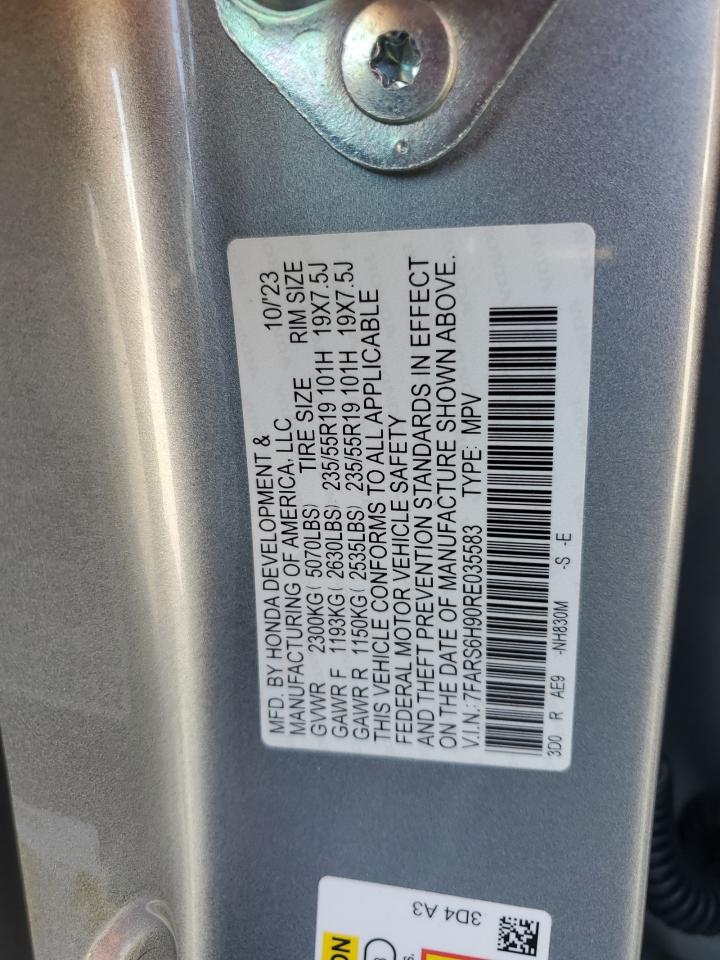 MFD. BY HONDA DEVELOPMENT &
MANUFACTURING OF AMERICA, LLC 10/'23
GVWR 2300KG( 5070LBS) TIRE SIZE RIM SIZE
GAWR F 1193KG( 2630LBS) 235/55R19 101H 19X7.5J
GAWR R 1150KG( 2535LBS) 235/55R19 101H 19X7.5J
THIS VEHICLE CONFORMS TO ALL APPLICABLE
FEDERAL MOTOR VEHICLE SAFETY
AND THEFT PREVENTION STANDARDS IN EFFECT
ON THE DATE OF MANUFACTURE SHOWN ABOVE.
V.I.N.: 7FARS6H90RE035583 TYPE: MPV
3D0 R AE9 -NH830M -S -E
3D4 A3